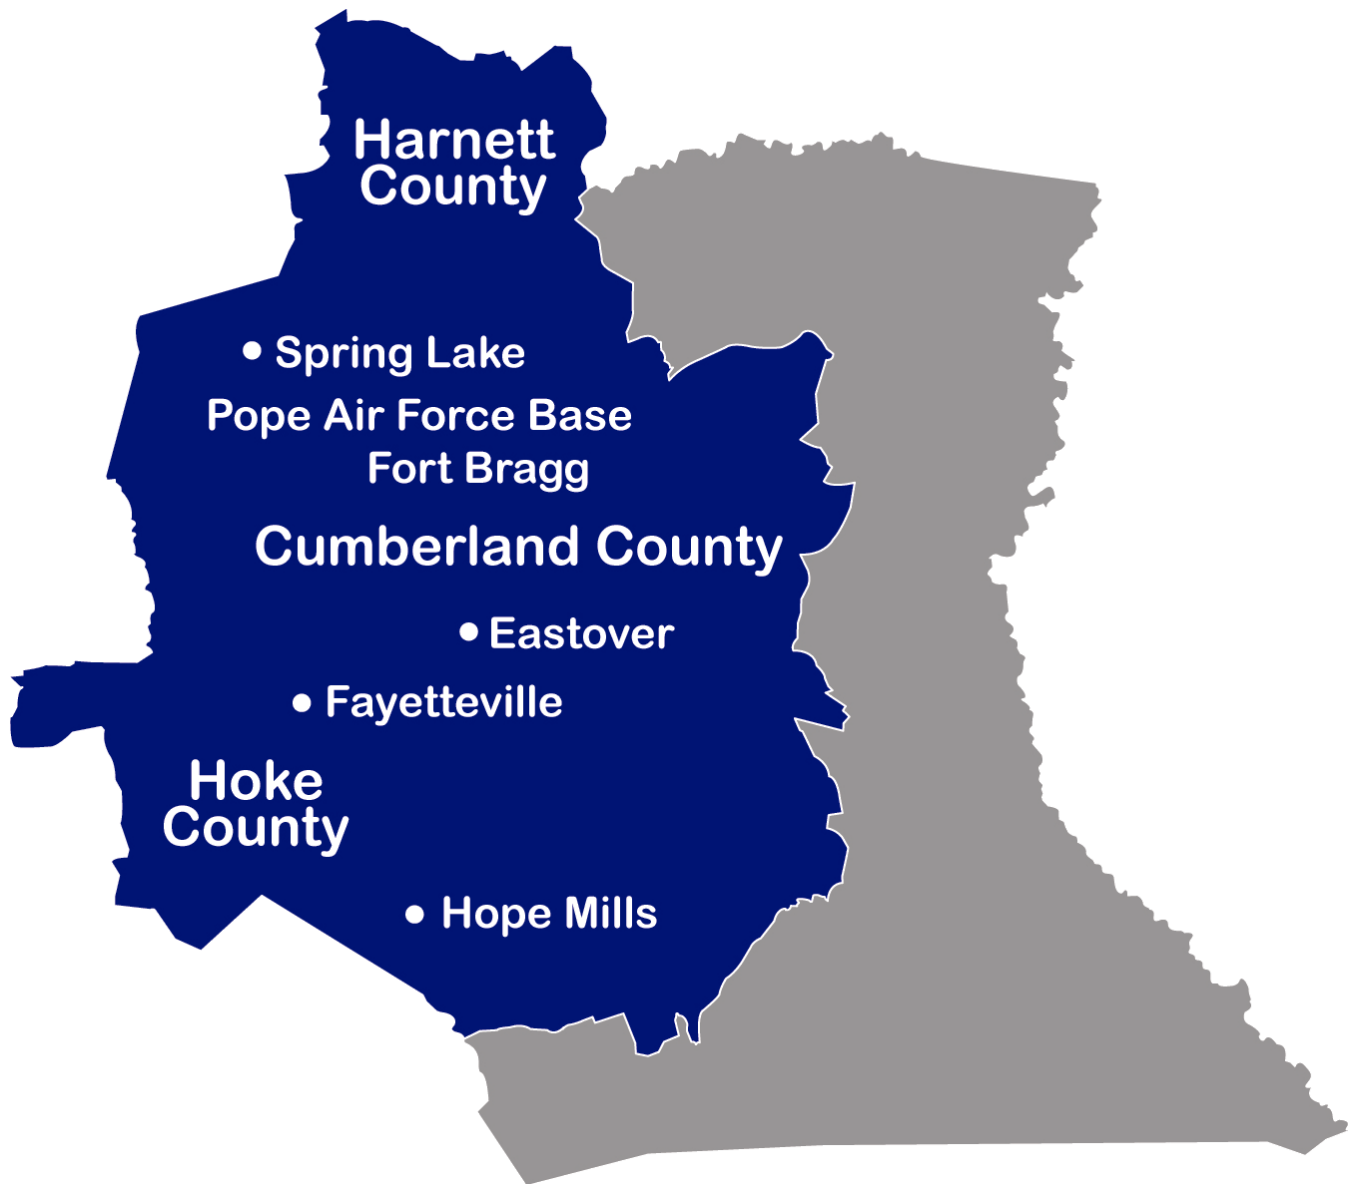 Harnett
County
Spring Lake
Pope Air Force Base
Fort Bragg
Cumberland County
Eastover
Fayetteville
Hoke
County
Hope Mills